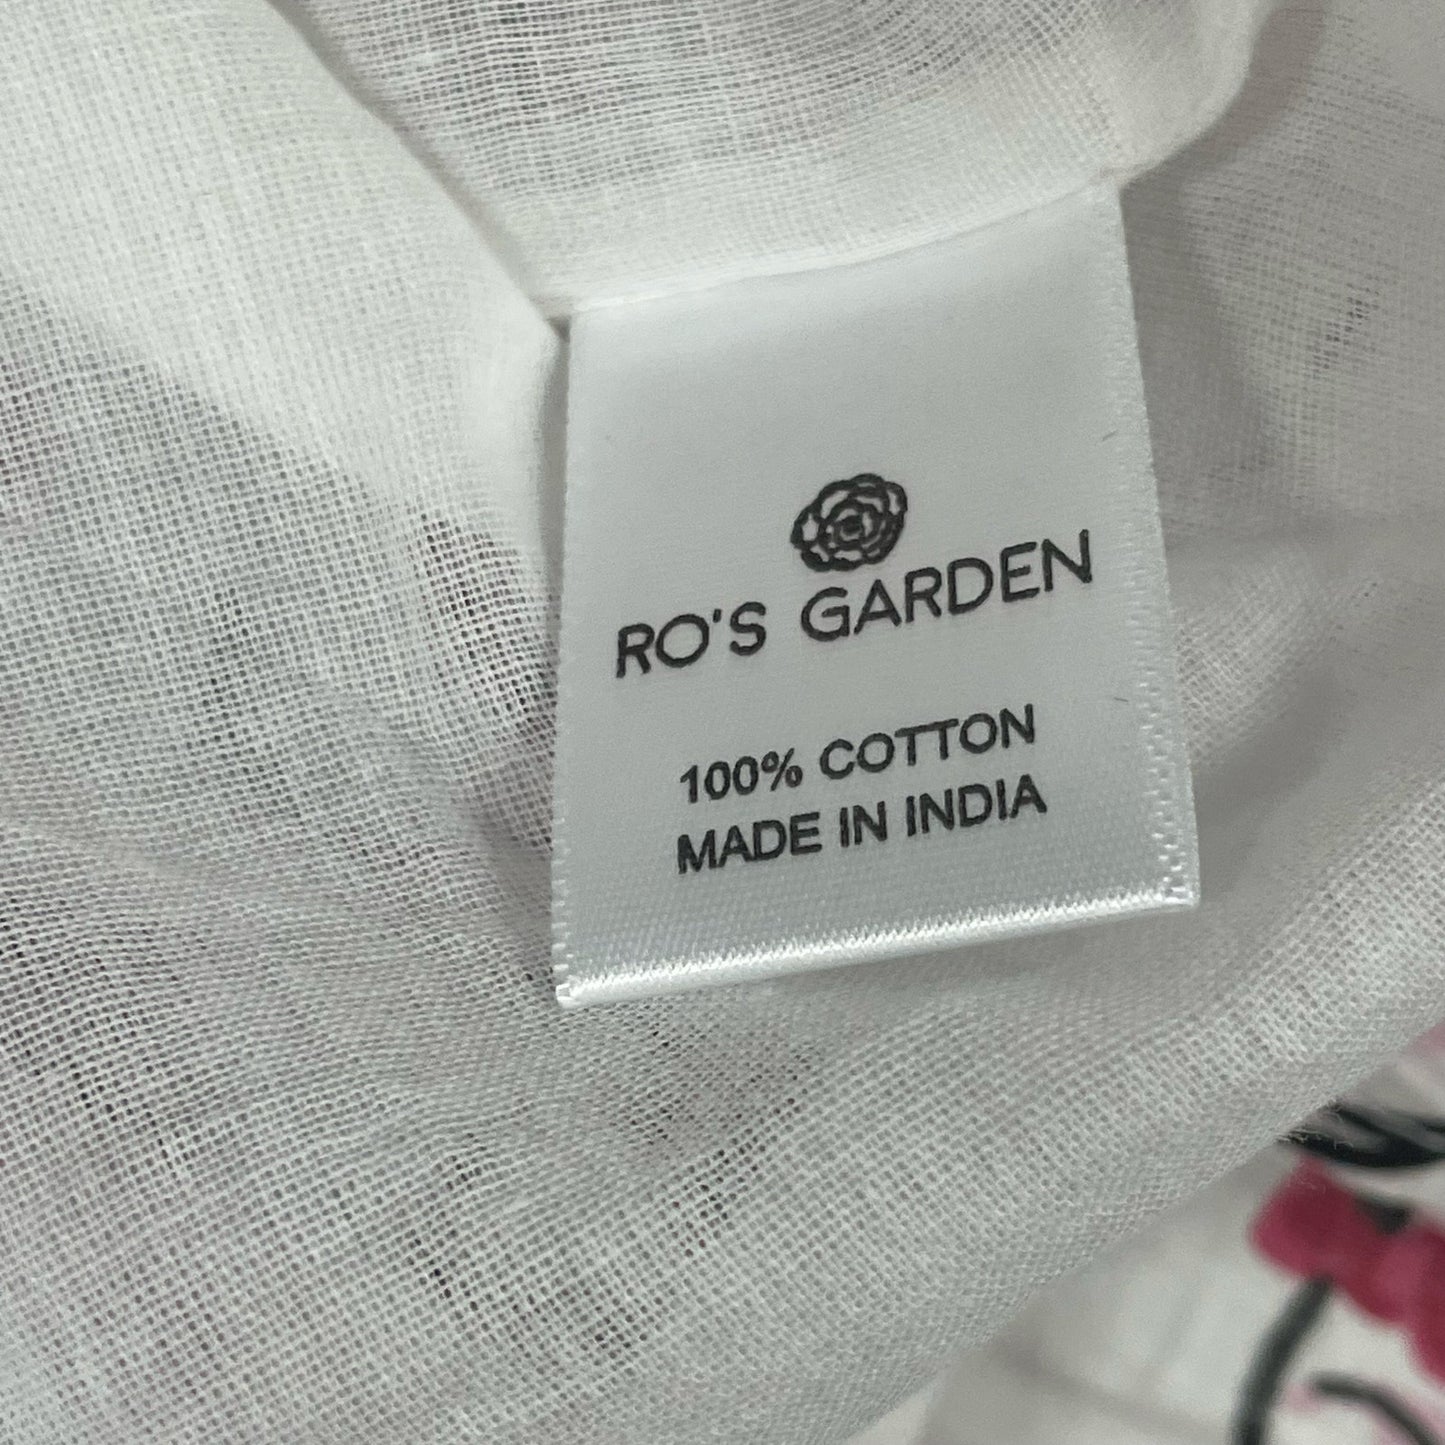 RO'S GARDEN
100% COTTON
MADE IN INDIA